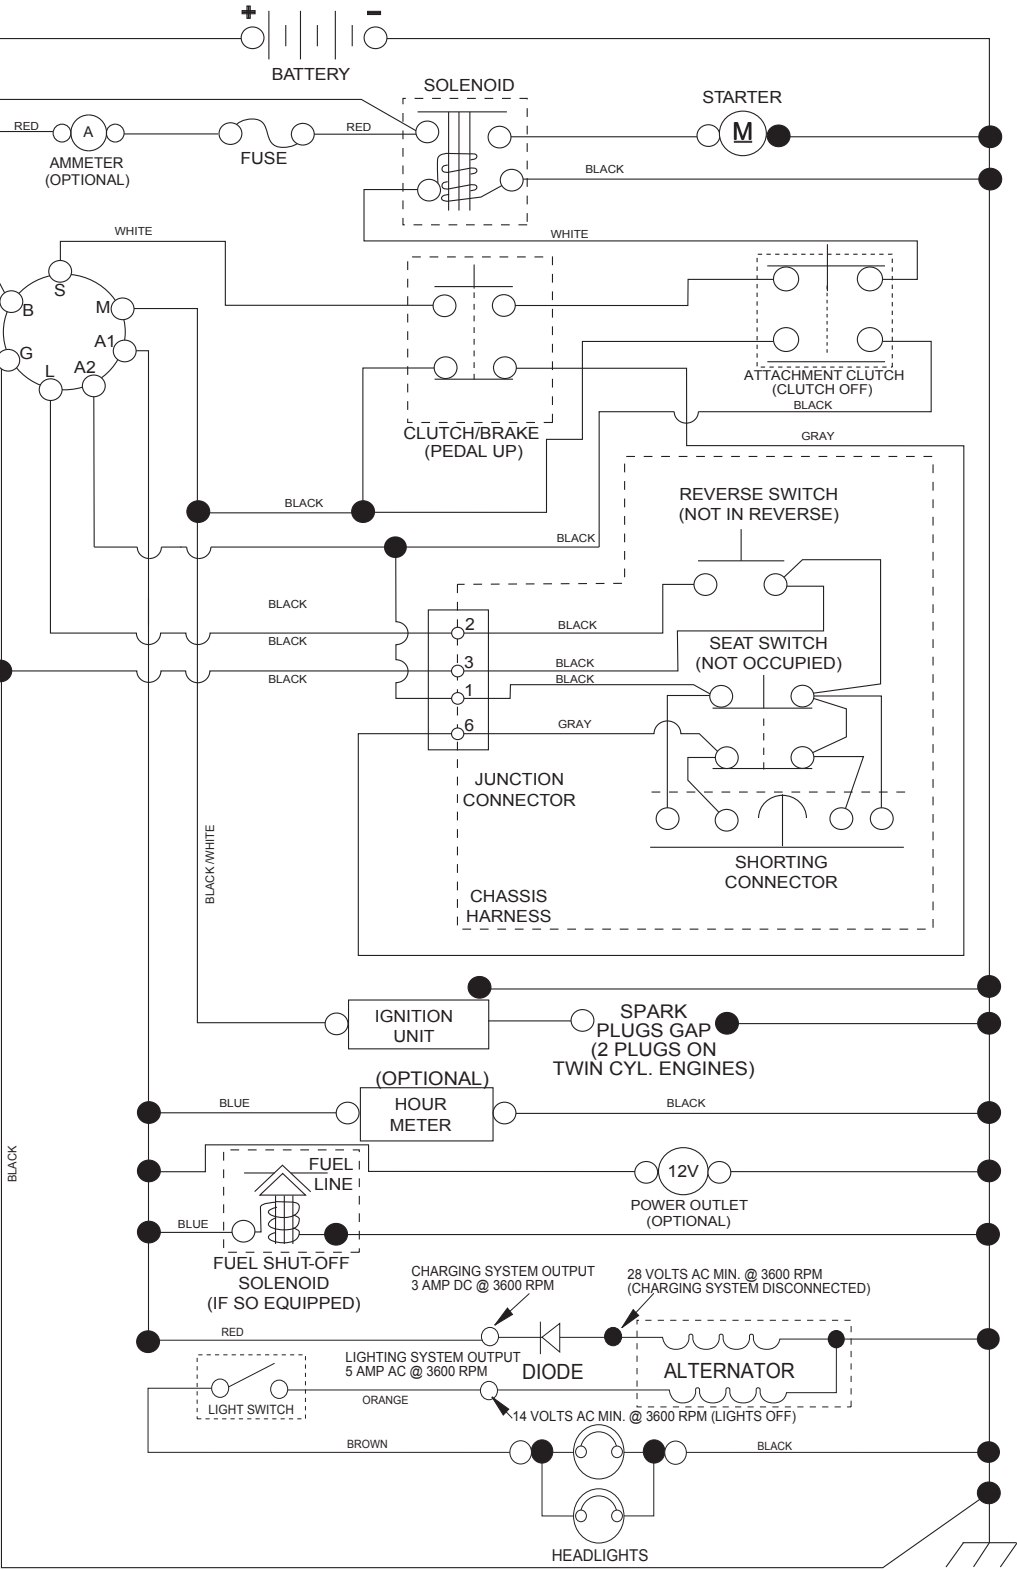 + -
BATTERY
SOLENOID
STARTER
RED
A
RED
M
AMMETER
(OPTIONAL)
FUSE
BLACK
WHITE
WHITE
S
B
M
A1
G
L
A2
ATTACHMENT CLUTCH
(CLUTCH OFF)
BLACK
CLUTCH/BRAKE
(PEDAL UP)
GRAY
REVERSE SWITCH
(NOT IN REVERSE)
BLACK
BLACK
BLACK
2
BLACK
BLACK
SEAT SWITCH
(NOT OCCUPIED)
3
BLACK
BLACK
1
BLACK
6
GRAY
JUNCTION
CONNECTOR
BLACK /WHITE
SHORTING
CONNECTOR
CHASSIS
HARNESS
IGNITION
UNIT
SPARK
PLUGS GAP
(2 PLUGS ON
TWIN CYL. ENGINES)
(OPTIONAL)
BLUE
HOUR
METER
BLACK
BLACK
FUEL
LINE
12V
POWER OUTLET
(OPTIONAL)
BLUE
FUEL SHUT-OFF
SOLENOID
(IF SO EQUIPPED)
CHARGING SYSTEM OUTPUT
3 AMP DC @ 3600 RPM
28 VOLTS AC MIN. @ 3600 RPM
(CHARGING SYSTEM DISCONNECTED)
RED
LIGHTING SYSTEM OUTPUT
5 AMP AC @ 3600 RPM
DIODE
ALTERNATOR
ORANGE
LIGHT SWITCH
14 VOLTS AC MIN. @ 3600 RPM (LIGHTS OFF)
BROWN
BLACK
HEADLIGHTS